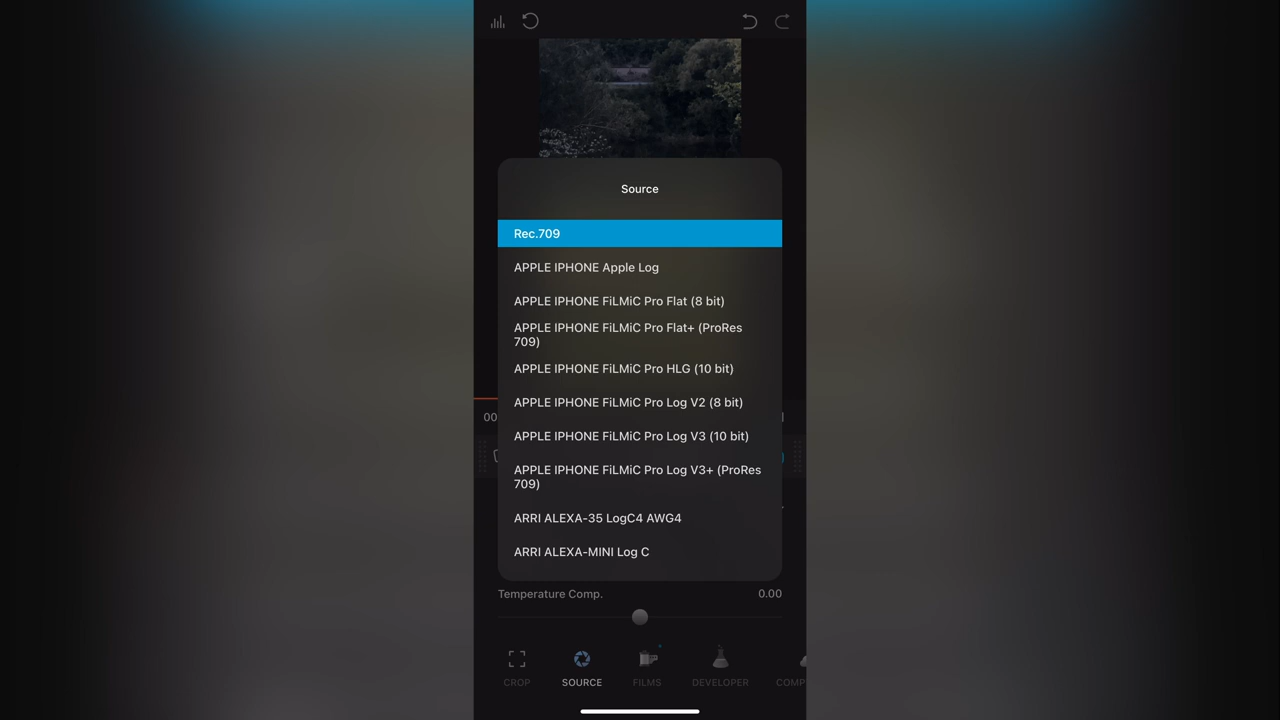 Source
Rec.709
APPLE IPHONE Apple Log
APPLE IPHONE FiLMiC Pro Flat (8 bit)
APPLE IPHONE FiLMiC Pro Flat+ (ProRes
709)
APPLE IPHONE FiLMiC Pro HLG (10 bit)
APPLE IPHONE FiLMiC Pro Log V2 (8 bit)
00
APPLE IPHONE FiLMiC Pro Log V3 (10 bit)
APPLE IPHONE FiLMiC Pro Log V3+ (ProRes
709)
ARRI ALEXA-35 LogC4 AWG4
ARRI ALEXA-MINI Log C
Temperature Comp. 0.00
CROP SOURCE FILMS DEVELOPER COMP